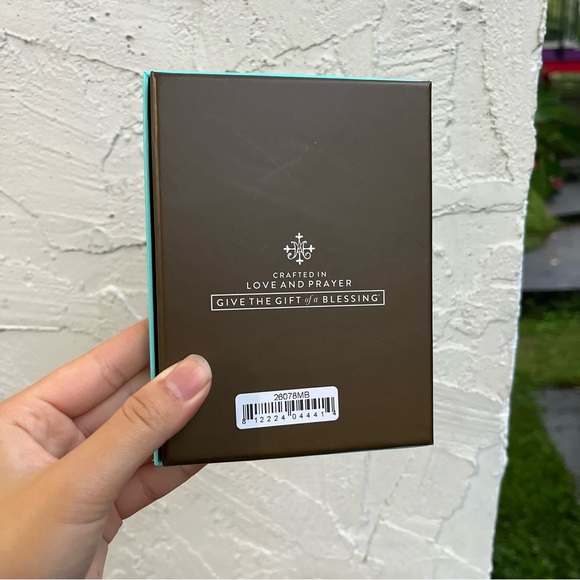 CRAFTED IN
LOVE AND PRAYER
GIVE THE GIFT of a BLESSING
26078MB
8 12224 04441 4